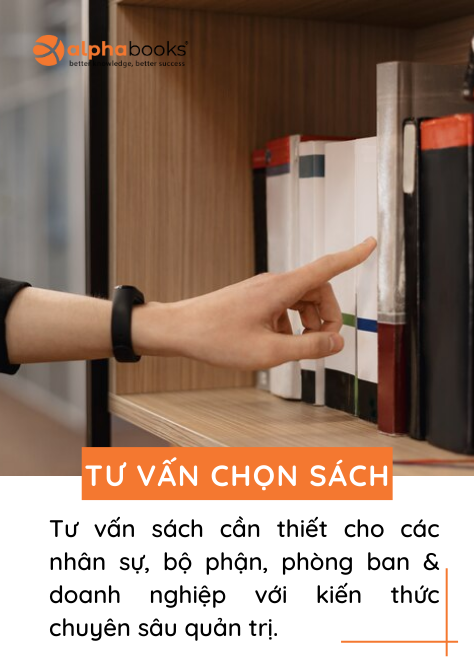 alphabooks®
better knowledge, better success
TƯ VẤN CHỌN SÁCH
Tư vấn sách cần thiết cho các
nhân sự, bộ phận, phòng ban &
doanh nghiệp với kiến thức
chuyên sâu quản trị.